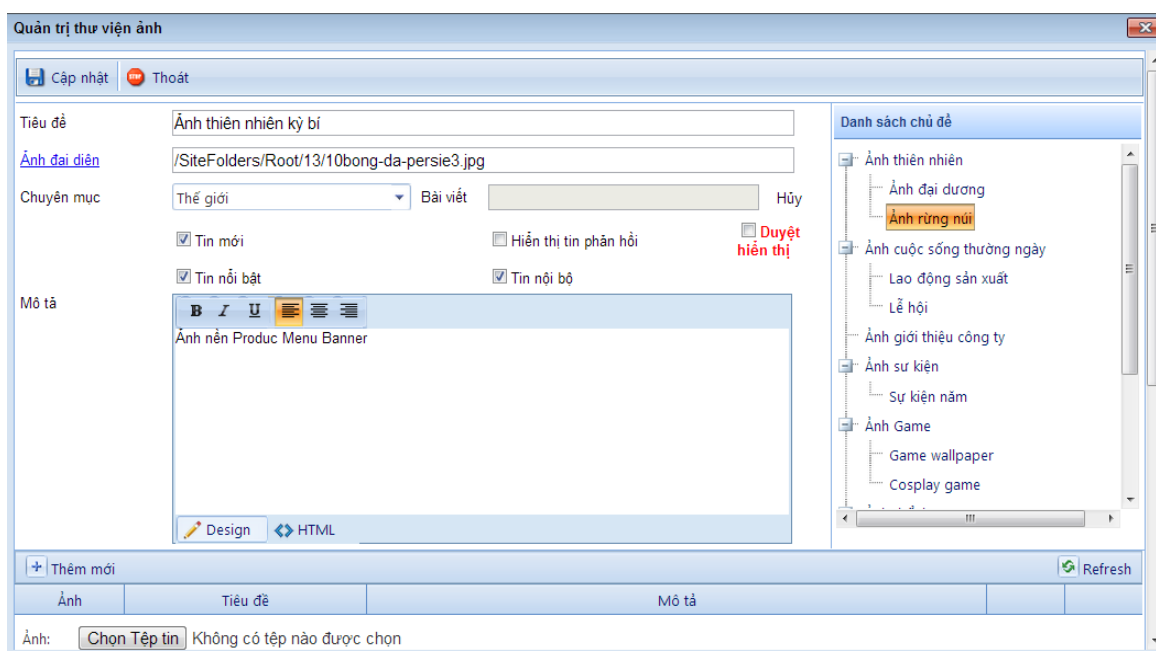 Quản trị thư viện ảnh
Cập nhật Thoát
Tiêu đề Ảnh thiên nhiên kỳ bí
Ảnh đai diên /SiteFolders/Root/13/10bong-da-persie3.jpg
Chuyên mục Thế giới Bài viết Hủy
Tin mới Hiển thị tin phản hồi Duyệt hiển thị
Tin nổi bật Tin nội bộ
Mô tả
B I U
Ảnh nền Produc Menu Banner
Design HTML
Danh sách chủ đề
Ảnh thiên nhiên
Ảnh đại dương
Ảnh rừng núi
Ảnh cuộc sống thường ngày
Lao động sản xuất
Lễ hội
Ảnh giới thiệu công ty
Ảnh sư kiện
Sự kiện năm
Ảnh Game
Game wallpaper
Cosplay game
Thêm mới Refresh
Ảnh Tiêu đề Mô tả
Ảnh: Chọn Tệp tin Không có tệp nào được chọn